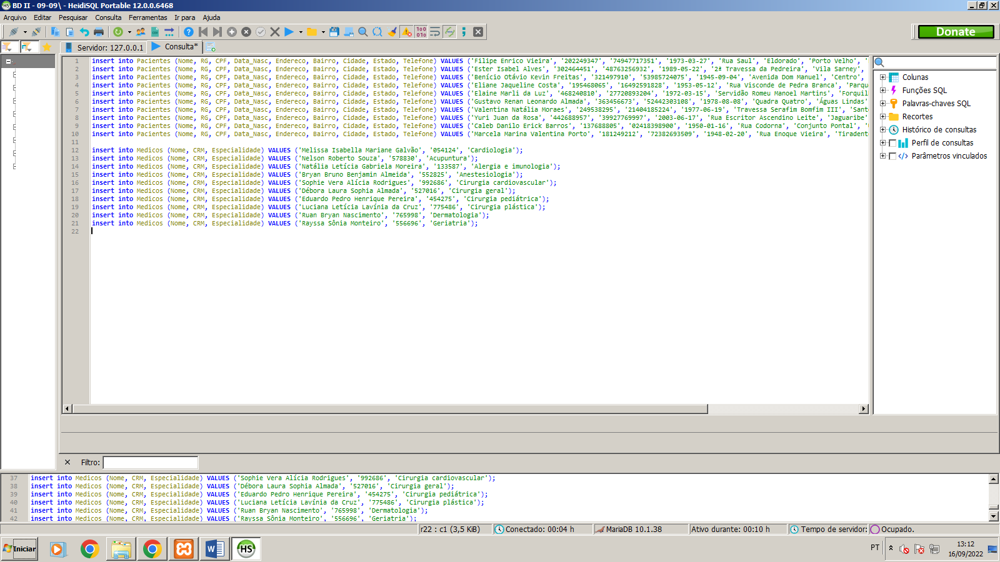 BD II - 09-09\ - HeidiSQL Portable 12.0.0.6468
Arquivo Editar Pesquisar Consulta Ferramentas Ir para Ajuda
Donate
Servidor: 127.0.0.1 Consulta*
1 insert into Pacientes (Nome, RG, CPF, Data_Nasc, Endereco, Bairro, Cidade, Estado, Telefone) VALUES ('Filipe Enrico Vieira', '202249347', '74947717351', '1973-03-27', 'Rua Saul', 'Eldorado', 'Porto Velho', '
2 insert into Pacientes (Nome, RG, CPF, Data_Nasc, Endereco, Bairro, Cidade, Estado, Telefone) VALUES ('Ester Isabel Alves', '302464451', '48763256932', '1989-05-22', '2ª Travessa da Pedreira', 'Vila Sarney',
3 insert into Pacientes (Nome, RG, CPF, Data_Nasc, Endereco, Bairro, Cidade, Estado, Telefone) VALUES ('Benício Otávio Kevin Freitas', '321497910', '53985724075', '1945-09-04', 'Avenida Dom Manuel', 'Centro',
4 insert into Pacientes (Nome, RG, CPF, Data_Nasc, Endereco, Bairro, Cidade, Estado, Telefone) VALUES ('Eliane Jaqueline Costa', '195468065', '16492591828', '1953-05-12', 'Rua Visconde de Pedra Branca', 'Parqu
5 insert into Pacientes (Nome, RG, CPF, Data_Nasc, Endereco, Bairro, Cidade, Estado, Telefone) VALUES ('Elaine Marli da Luz', '468240810', '27720893204', '1972-03-15', 'Servidão Romeu Manoel Martins', 'Forquil
6 insert into Pacientes (Nome, RG, CPF, Data_Nasc, Endereco, Bairro, Cidade, Estado, Telefone) VALUES ('Gustavo Renan Leonardo Almada', '363456673', '52442303108', '1978-08-08', 'Quadra Quatro', 'Águas Lindas'
7 insert into Pacientes (Nome, RG, CPF, Data_Nasc, Endereco, Bairro, Cidade, Estado, Telefone) VALUES ('Valentina Natália Moraes', '249538295', '21404185224', '1977-06-19', 'Travessa Serafim Bomfim III', 'Sant
8 insert into Pacientes (Nome, RG, CPF, Data_Nasc, Endereco, Bairro, Cidade, Estado, Telefone) VALUES ('Yuri Juan da Rosa', '442688957', '39927769997', '2003-06-17', 'Rua Escritor Ascendino Leite', 'Jaguaribe'
9 insert into Pacientes (Nome, RG, CPF, Data_Nasc, Endereco, Bairro, Cidade, Estado, Telefone) VALUES ('Caleb Danilo Erick Barros', '137688805', '02418398900', '1950-01-16', 'Rua Codorna', 'Conjunto Pontal', '
10 insert into Pacientes (Nome, RG, CPF, Data_Nasc, Endereco, Bairro, Cidade, Estado, Telefone) VALUES ('Marcela Marina Valentina Porto', '181249212', '72382693509', '1948-02-20', 'Rua Enoque Vieira', 'Tiradent
11
12 insert into Medicos (Nome, CRM, Especialidade) VALUES ('Melissa Isabella Mariane Galvão', '054124', 'Cardiologia');
13 insert into Medicos (Nome, CRM, Especialidade) VALUES ('Nelson Roberto Souza', '578830', 'Acupuntura');
14 insert into Medicos (Nome, CRM, Especialidade) VALUES ('Natália Letícia Gabriela Moreira', '133587', 'Alergia e imunologia');
15 insert into Medicos (Nome, CRM, Especialidade) VALUES ('Bryan Bruno Benjamin Almeida', '552825', 'Anestesiologia');
16 insert into Medicos (Nome, CRM, Especialidade) VALUES ('Sophie Vera Alícia Rodrigues', '992686', 'Cirurgia cardiovascular');
17 insert into Medicos (Nome, CRM, Especialidade) VALUES ('Débora Laura Sophia Almada', '527016', 'Cirurgia geral');
18 insert into Medicos (Nome, CRM, Especialidade) VALUES ('Eduardo Pedro Henrique Pereira', '454275', 'Cirurgia pediátrica');
19 insert into Medicos (Nome, CRM, Especialidade) VALUES ('Luciana Letícia Lavínia da Cruz', '775486', 'Cirurgia plástica');
20 insert into Medicos (Nome, CRM, Especialidade) VALUES ('Ruan Bryan Nascimento', '765998', 'Dermatologia');
21 insert into Medicos (Nome, CRM, Especialidade) VALUES ('Rayssa Sônia Monteiro', '556696', 'Geriatria');
22
Colunas
Funções SQL
Palavras-chaves SQL
Recortes
Histórico de consultas
Perfil de consultas
Parâmetros vinculados
Filtro:
37 insert into Medicos (Nome, CRM, Especialidade) VALUES ('Sophie Vera Alícia Rodrigues', '992686', 'Cirurgia cardiovascular');
38 insert into Medicos (Nome, CRM, Especialidade) VALUES ('Débora Laura Sophia Almada', '527016', 'Cirurgia geral');
39 insert into Medicos (Nome, CRM, Especialidade) VALUES ('Eduardo Pedro Henrique Pereira', '454275', 'Cirurgia pediátrica');
40 insert into Medicos (Nome, CRM, Especialidade) VALUES ('Luciana Letícia Lavínia da Cruz', '775486', 'Cirurgia plástica');
41 insert into Medicos (Nome, CRM, Especialidade) VALUES ('Ruan Bryan Nascimento', '765998', 'Dermatologia');
42 insert into Medicos (Nome, CRM, Especialidade) VALUES ('Rayssa Sônia Monteiro', '556696', 'Geriatria');
r22 : c1 (3,5 KiB) Conectado: 00:04 h MariaDB 10.1.38 Ativo durante: 00:10 h Tempo de servidor: Ocupado.
Iniciar HS PT 13:12
16/09/2022